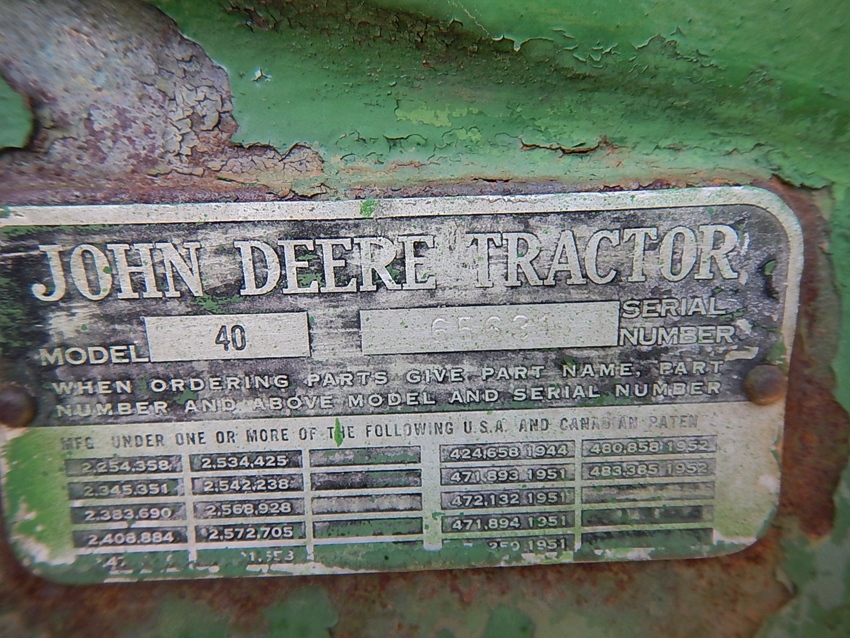 JOHN DEERE TRACTOR
MODEL 40 SERIAL NUMBER
WHEN ORDERING PARTS GIVE PART NAME, PART
NUMBER AND ABOVE MODEL AND SERIAL NUMBER
MFG. UNDER ONE OR MORE OF THE FOLLOWING U.S.A. AND CANADIAN PATEN
2,254,358 2,534,425 424,658 1944 480,858 1952
2,345,351 2,542,238 471,893 1951 483,385 1952
2,383,690 2,568,928 472,132 1951
2,408,884 2,572,705 471,894 1951
1951